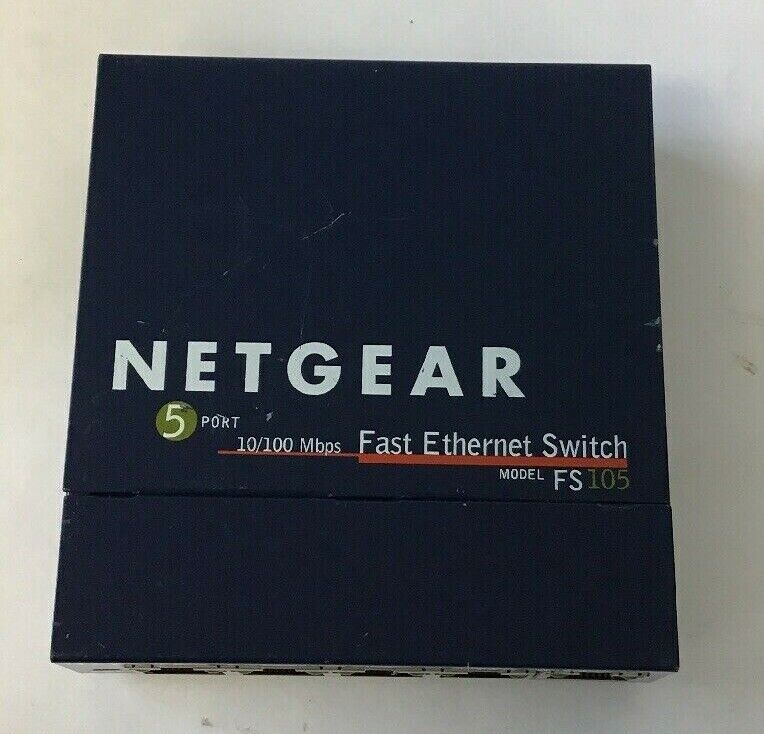 NETGEAR
5 PORT
10/100 Mbps Fast Ethernet Switch
MODEL FS105